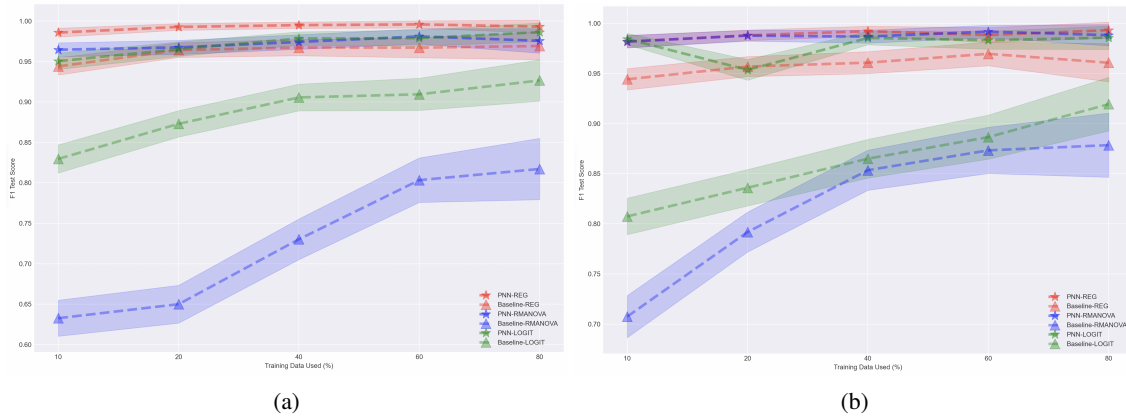 1.00
0.95
0.90
0.85
0.80
0.75
0.70
0.65
0.60
F1 Test Score
10
20
40
60
80
Training Data Used (%)
PNN-REG
Baseline-REG
PNN-RMANOVA
Baseline-RMANOVA
PNN-LOGIT
Baseline-LOGIT
(a)
1.00
0.95
0.90
0.85
0.80
0.75
0.70
F1 Test Score
10
20
40
60
80
Training Data Used (%)
PNN-REG
Baseline-REG
PNN-RMANOVA
Baseline-RMANOVA
PNN-LOGIT
Baseline-LOGIT
(b)